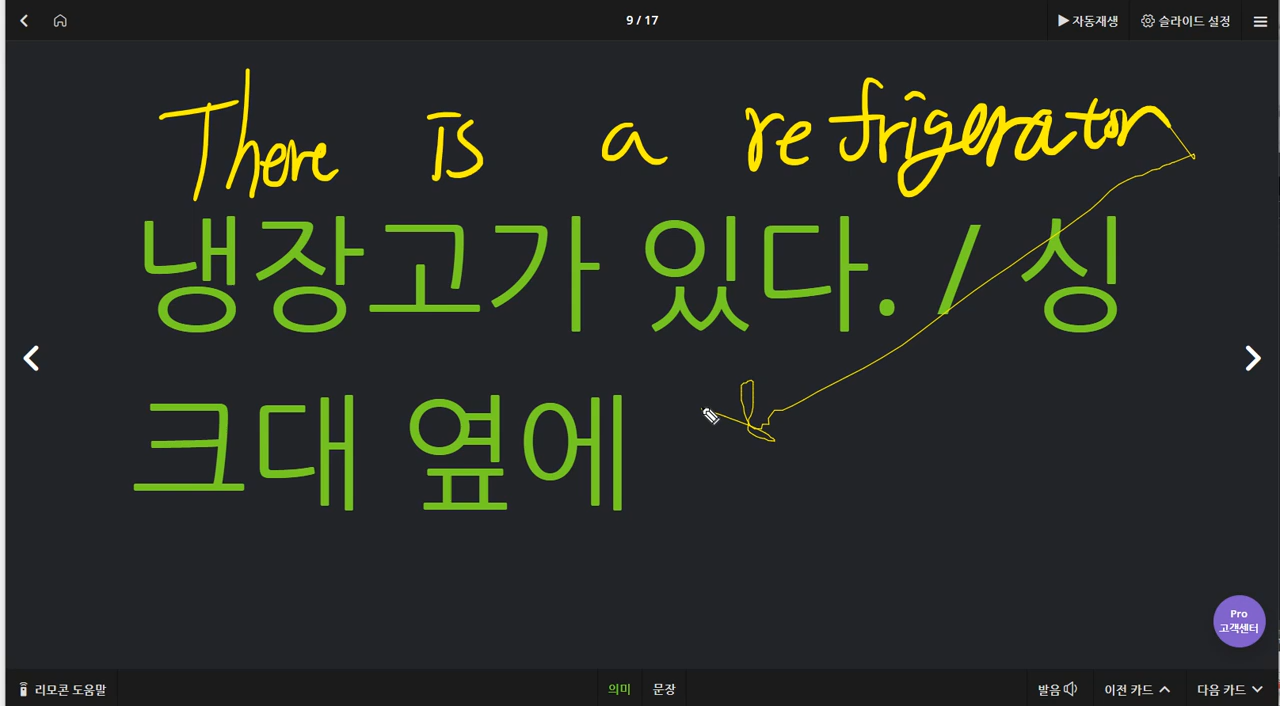 9 / 17
자동재생
슬라이드 설정
There is a refrigerator
냉장고가 있다. / 싱
크대 옆에
Pro
고객센터
리모콘 도움말
의미
문장
발음
이전 카드
다음 카드